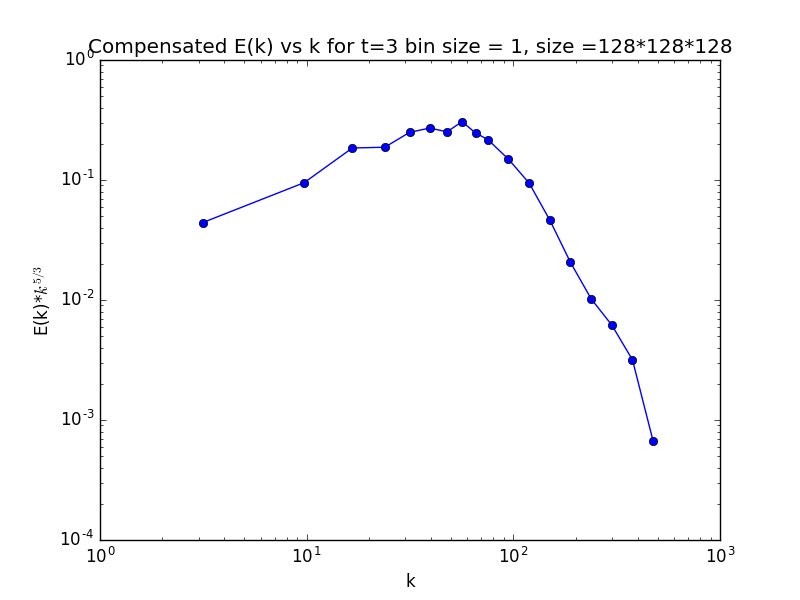 Compensated E(k) vs k for t=3 bin size = 1, size =128*128*128
10^0
10^-1
10^-2
10^-3
10^-4
E(k)*k^5/3
10^0 10^1 10^2 10^3
k